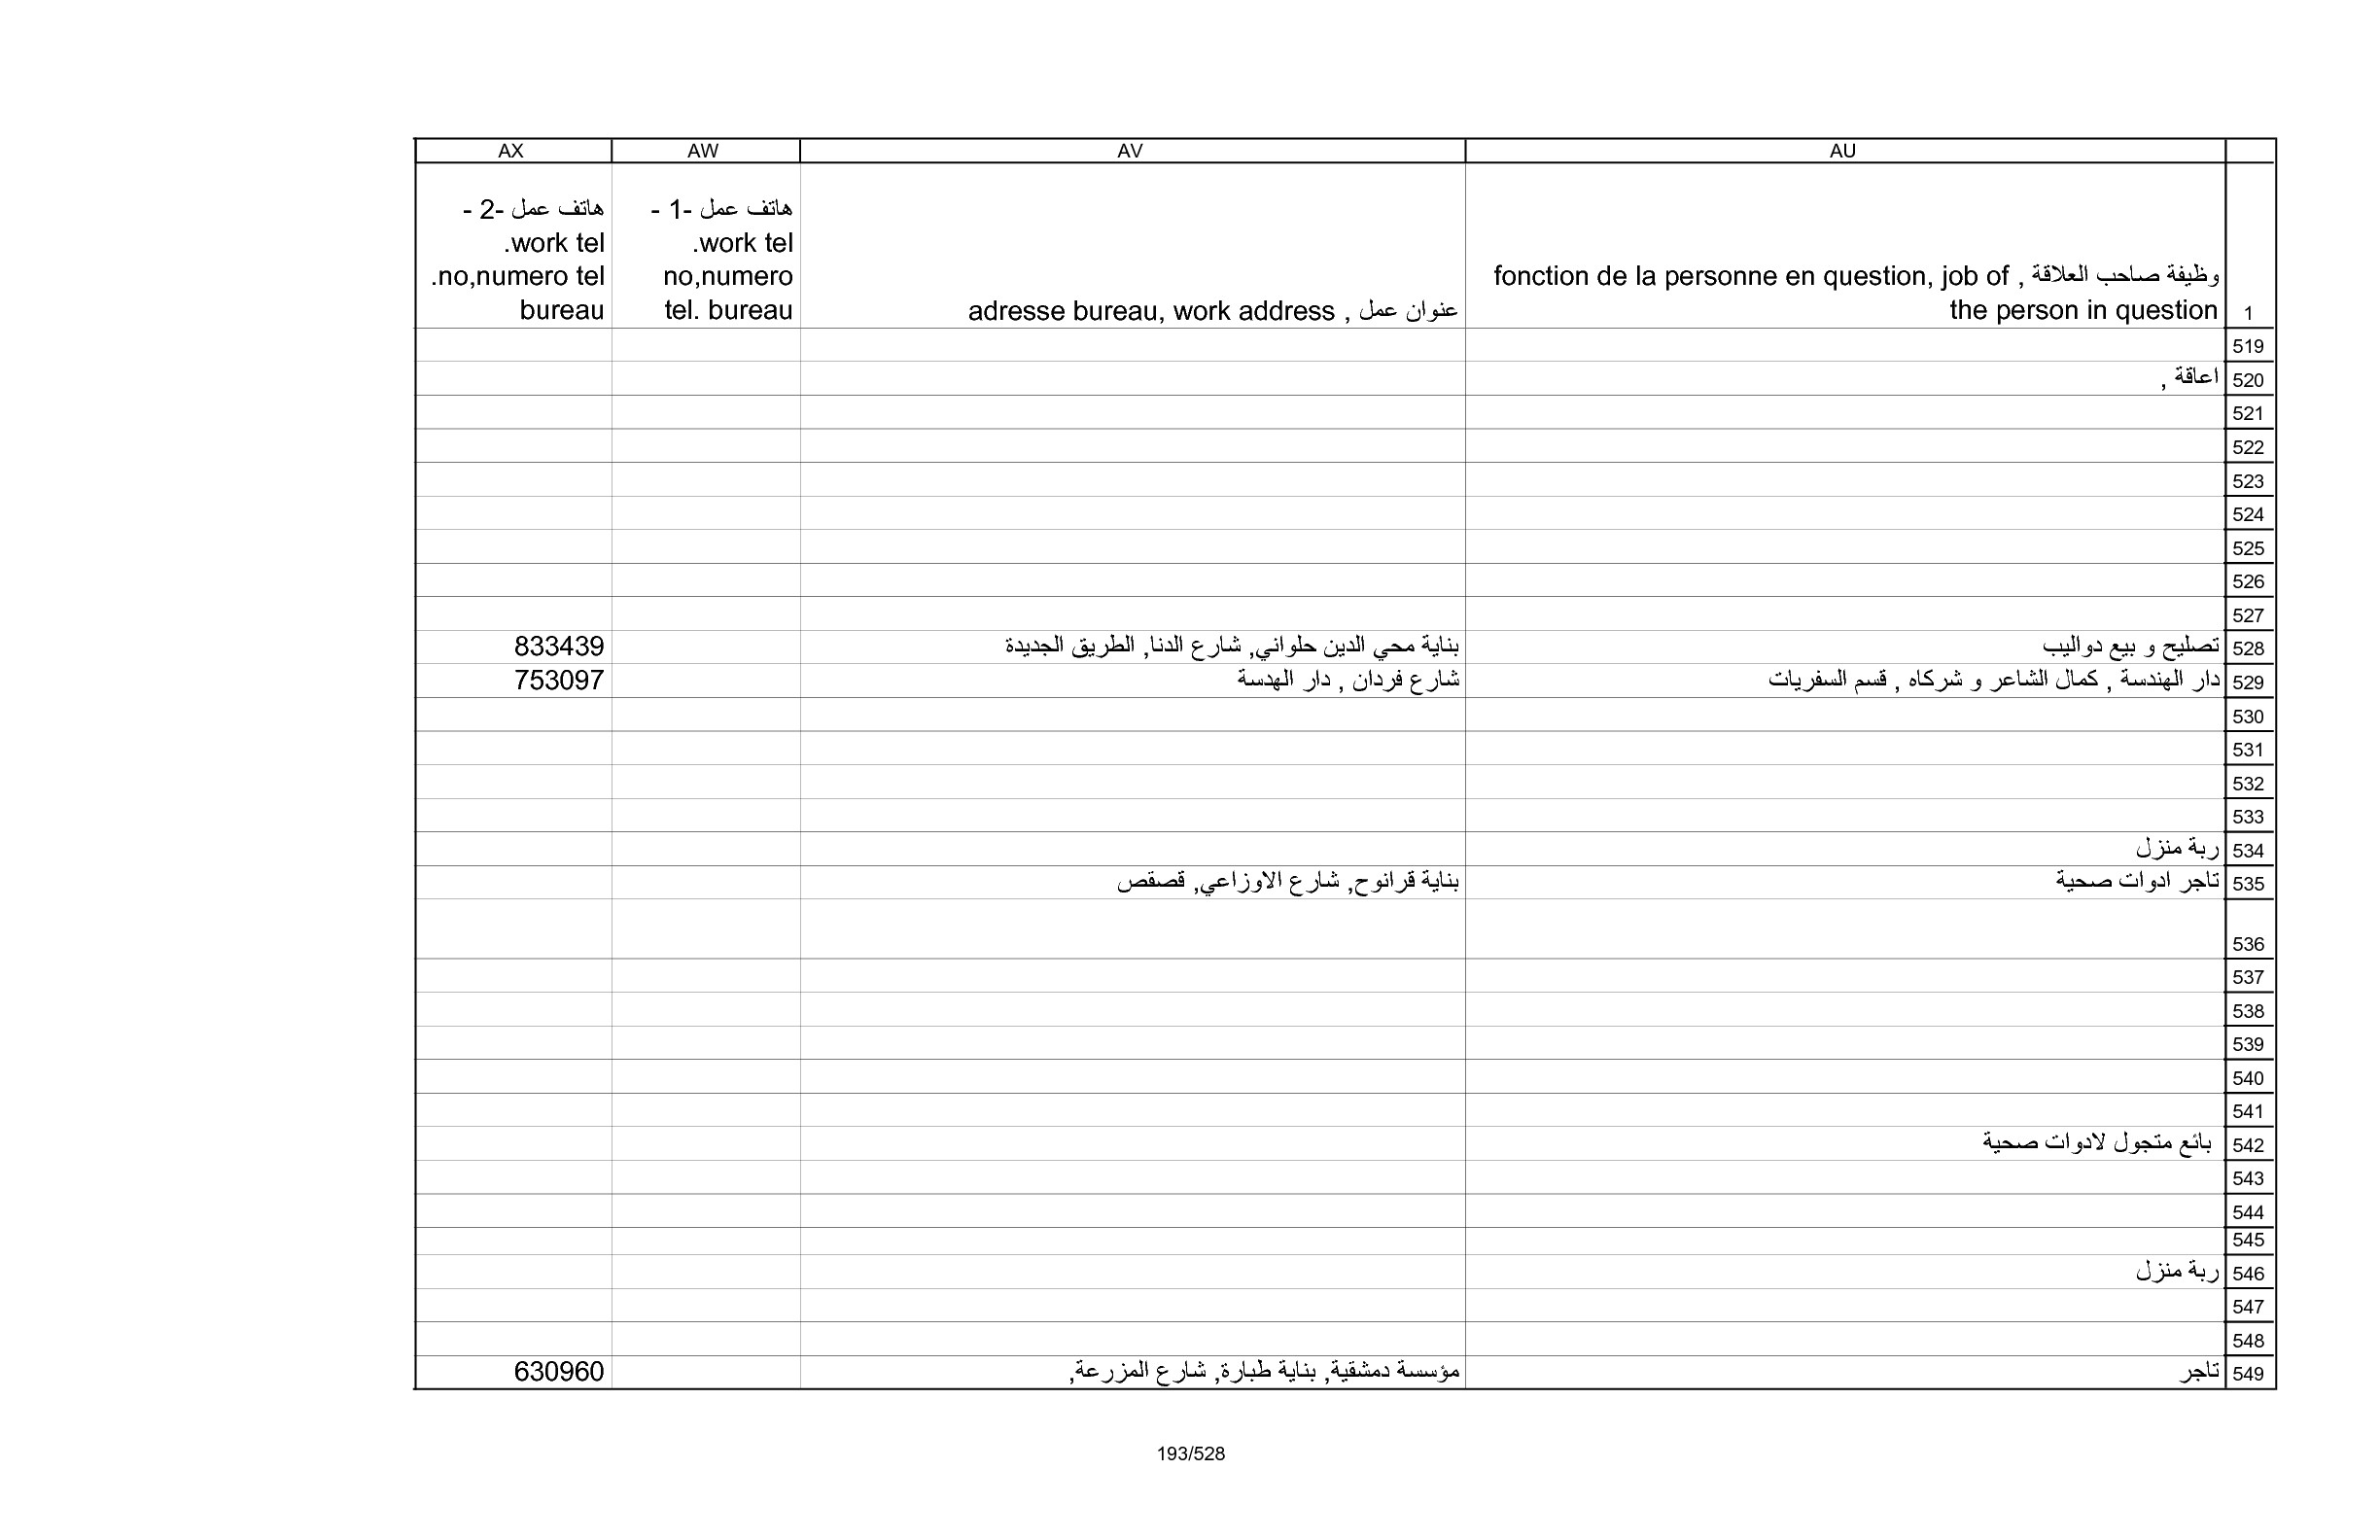 AU AV AW AX
1 وظيفة صاحب العلاقة , fonction de la personne en question, job of
the person in question
عنوان عمل , adresse bureau, work address
هاتف عمل -1 -
work tel.
no,numero
tel. bureau
هاتف عمل -2 -
work tel.
no,numero tel.
bureau
519
520 اعاقة ,
521
522
523
524
525
526
527
528 تصليح و بيع دواليب بناية محي الدين حلواني, شارع الدنا, الطريق الجديدة 833439
529 دار الهندسة , كمال الشاعر و شركاه , قسم السفريات شارع فردان , دار الهدسة 753097
530
531
532
533
534 ربة منزل
535 تاجر ادوات صحية بناية قرانوح, شارع الاوزاعي, قصقص
536
537
538
539
540
541
542 بائع متجول لادوات صحية
543
544
545
546 ربة منزل
547
548
549 تاجر مؤسسة دمشقية, بناية طبارة, شارع المزرعة, 630960
193/528